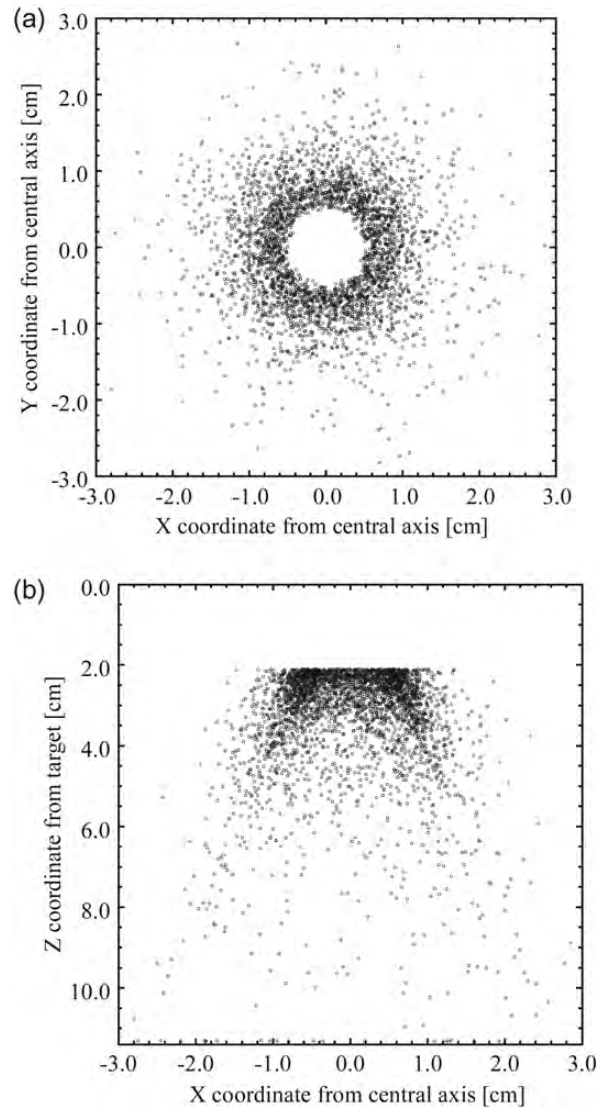 (a)
3.0
2.0
1.0
0.0
-1.0
-2.0
-3.0
Y coordinate from central axis [cm]
-3.0 -2.0 -1.0 0.0 1.0 2.0 3.0
X coordinate from central axis [cm]
(b)
0.0
2.0
4.0
6.0
8.0
10.0
Z coordinate from target [cm]
-3.0 -2.0 -1.0 0.0 1.0 2.0 3.0
X coordinate from central axis [cm]